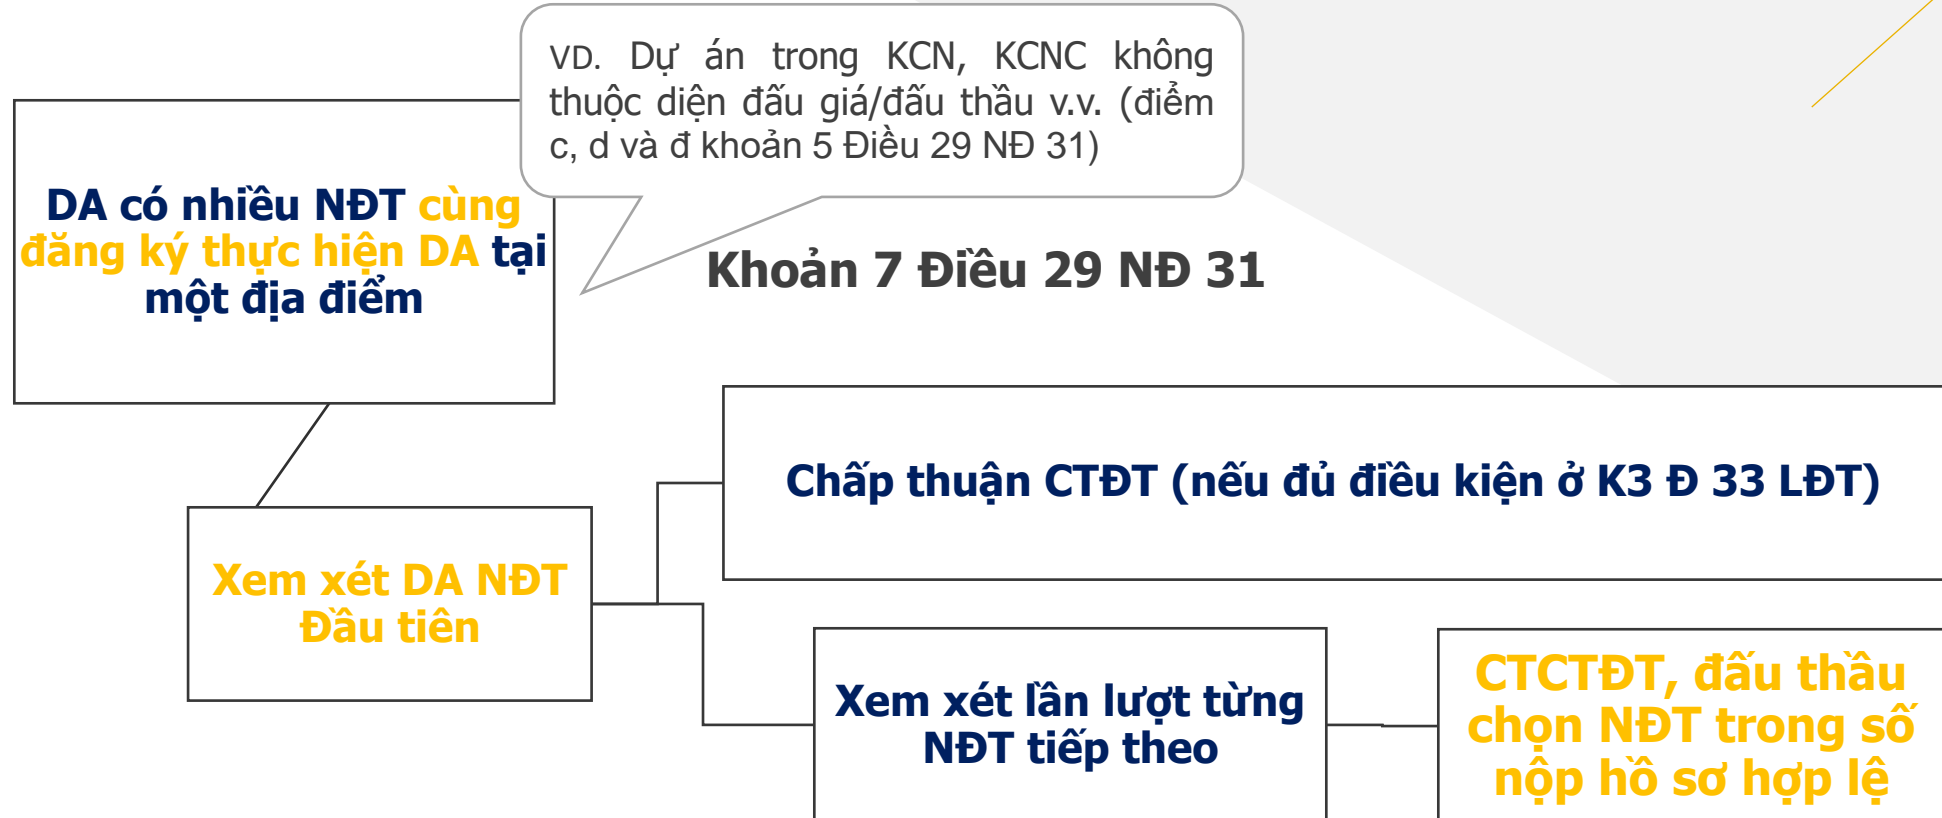 VD. Dự án trong KCN, KCNC không
thuộc diện đấu giá/đấu thầu v.v. (điểm
c, d và đ khoản 5 Điều 29 NĐ 31)
DA có nhiều NĐT cùng
đăng ký thực hiện DA tại
một địa điểm
Khoản 7 Điều 29 NĐ 31
Chấp thuận CTĐT (nếu đủ điều kiện ở K3 Đ 33 LĐT)
Xem xét DA NĐT
Đầu tiên
Xem xét lần lượt từng
NĐT tiếp theo
CTCTĐT, đấu thầu
chọn NĐT trong số
nộp hồ sơ hợp lệ